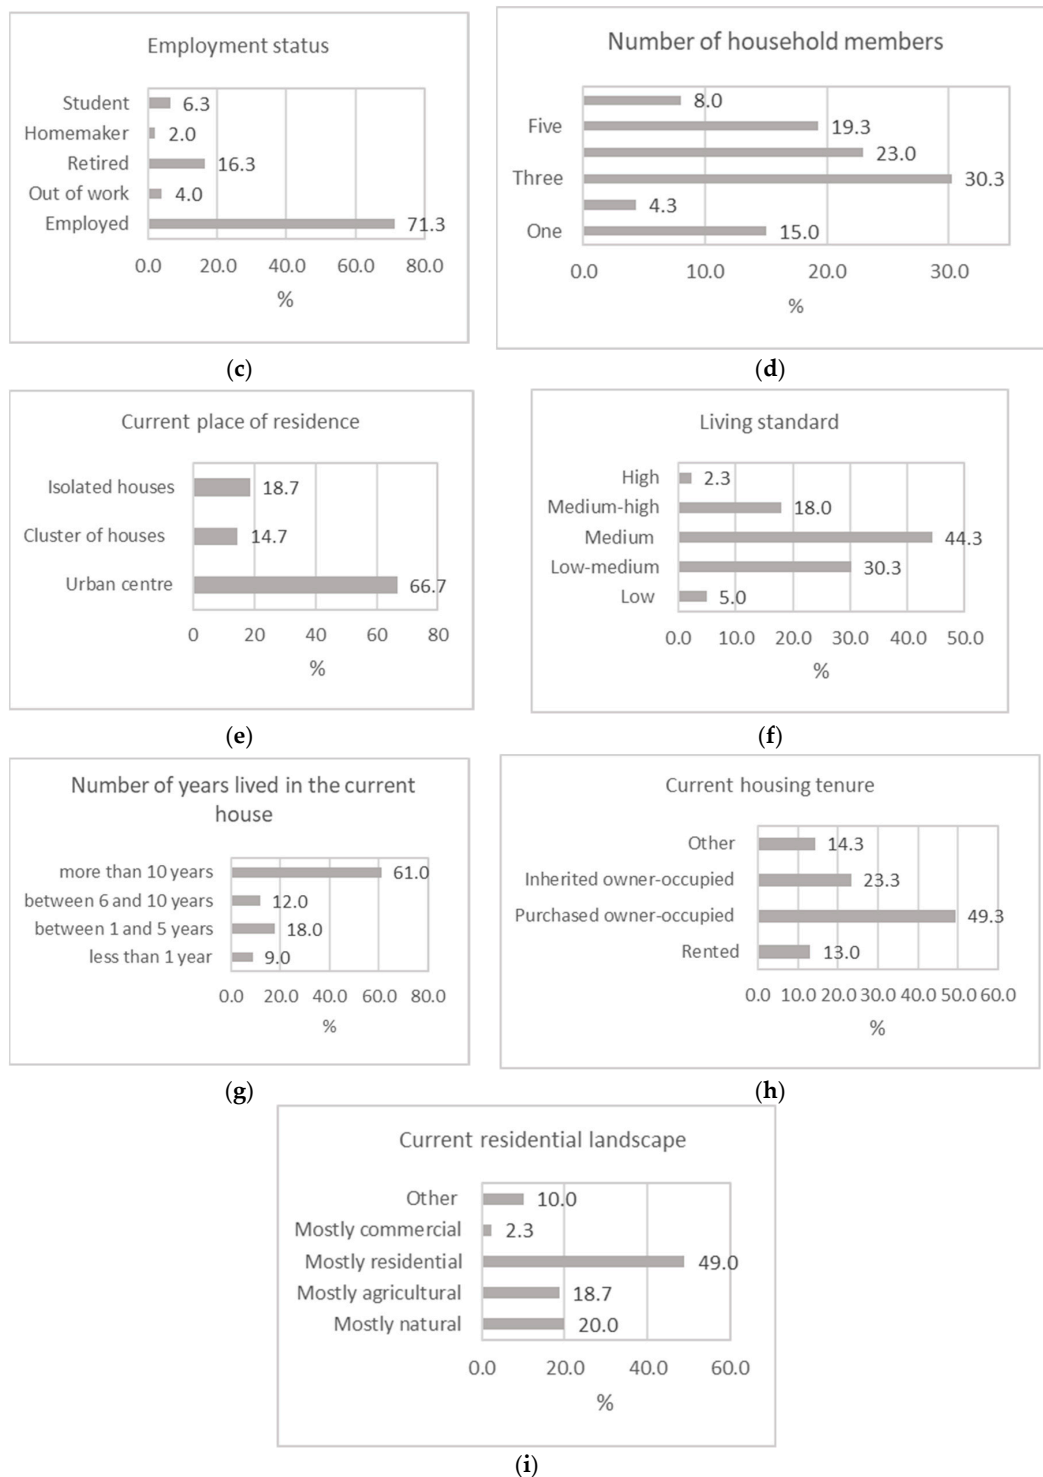 Employment status
Student 6.3
Homemaker 2.0
Retired 16.3
Out of work 4.0
Employed 71.3
0.0 20.0 40.0 60.0 80.0
%
(c)
Number of household members
8.0
Five 19.3
23.0
Three 30.3
4.3
One 15.0
0.0 10.0 20.0 30.0
%
(d)
Current place of residence
Isolated houses 18.7
Cluster of houses 14.7
Urban centre 66.7
0 20 40 60 80
%
(e)
Living standard
High 2.3
Medium-high 18.0
Medium 44.3
Low-medium 30.3
Low 5.0
0.0 10.0 20.0 30.0 40.0 50.0
%
(f)
Number of years lived in the current
house
more than 10 years 61.0
between 6 and 10 years 12.0
between 1 and 5 years 18.0
less than 1 year 9.0
0.0 20.0 40.0 60.0 80.0
%
(g)
Current housing tenure
Other 14.3
Inherited owner-occupied 23.3
Purchased owner-occupied 49.3
Rented 13.0
0.0 10.0 20.0 30.0 40.0 50.0 60.0
%
(h)
Current residential landscape
Other 10.0
Mostly commercial 2.3
Mostly residential 49.0
Mostly agricultural 18.7
Mostly natural 20.0
0.0 20.0 40.0 60.0
%
(i)